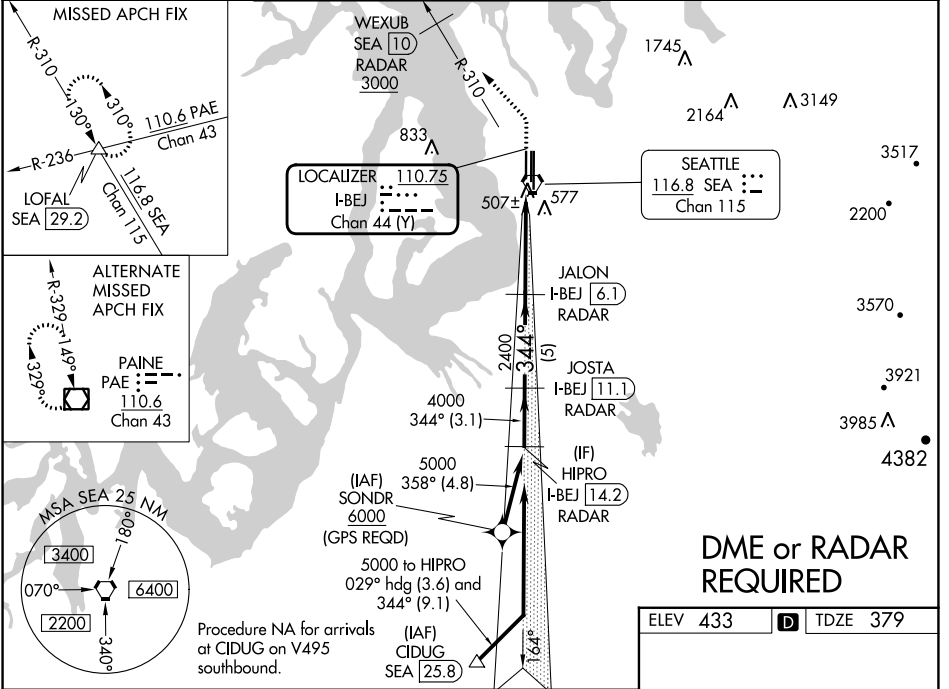 MISSED APCH FIX
R-310
310°
130°
110.6 PAE
Chan 43
R-236
LOFAL
SEA 29.2
116.8 SEA
Chan 115
ALTERNATE
MISSED
APCH FIX
R-329
149°
329°
PAINE
PAE
110.6
Chan 43
WEXUB
SEA 10
RADAR
3000
R-310
833
LOCALIZER 110.75
I-BEJ
Chan 44 (Y)
507±
577
SEATTLE
116.8 SEA
Chan 115
1745
2164
3149
3517
2200
3570
3921
3985
4382
JALON
I-BEJ 6.1
RADAR
2400
344°
(5)
JOSTA
I-BEJ 11.1
RADAR
4000
344° (3.1)
(IF)
HIPRO
I-BEJ 14.2
RADAR
5000
358° (4.8)
(IAF)
SONDR
6000
(GPS REQD)
5000 to HIPRO
029° hdg (3.6) and
344° (9.1)
(IAF)
CIDUG
SEA 25.8
164°
MSA SEA 25 NM
180°
3400
070°
6400
2200
340°
Procedure NA for arrivals
at CIDUG on V495
southbound.
DME or RADAR
REQUIRED
ELEV 433 D TDZE 379